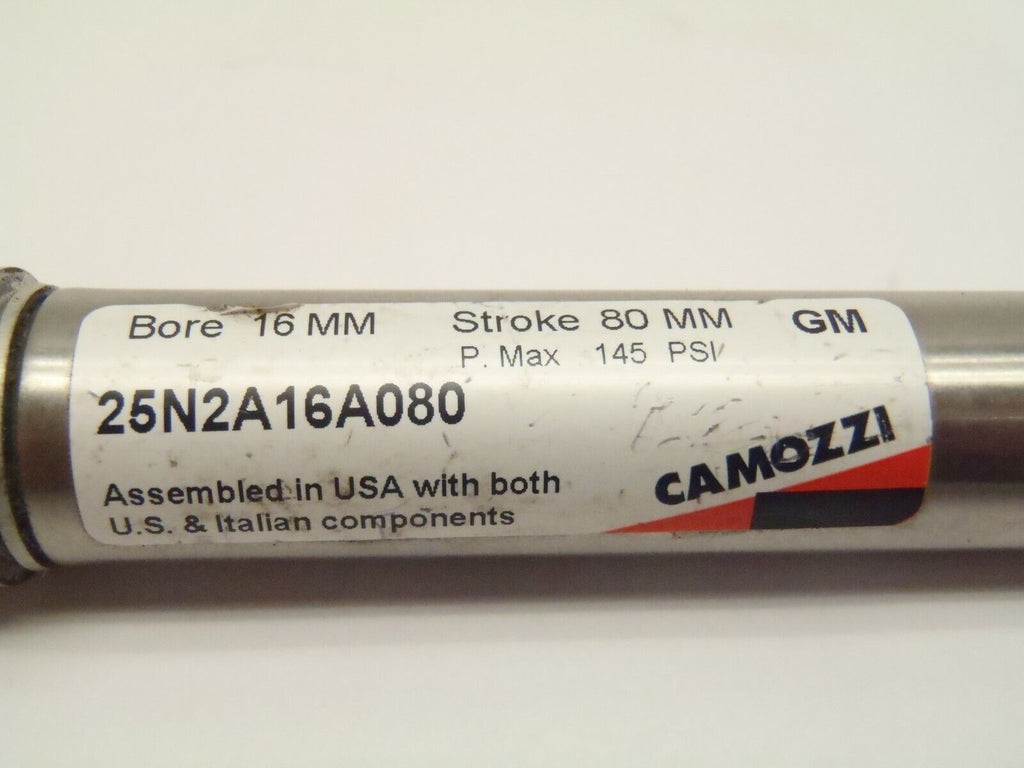 Bore 16 MM Stroke 80 MM GM
P. Max 145 PSI
25N2A16A080
CAMOZZI
Assembled in USA with both
U.S. & Italian components